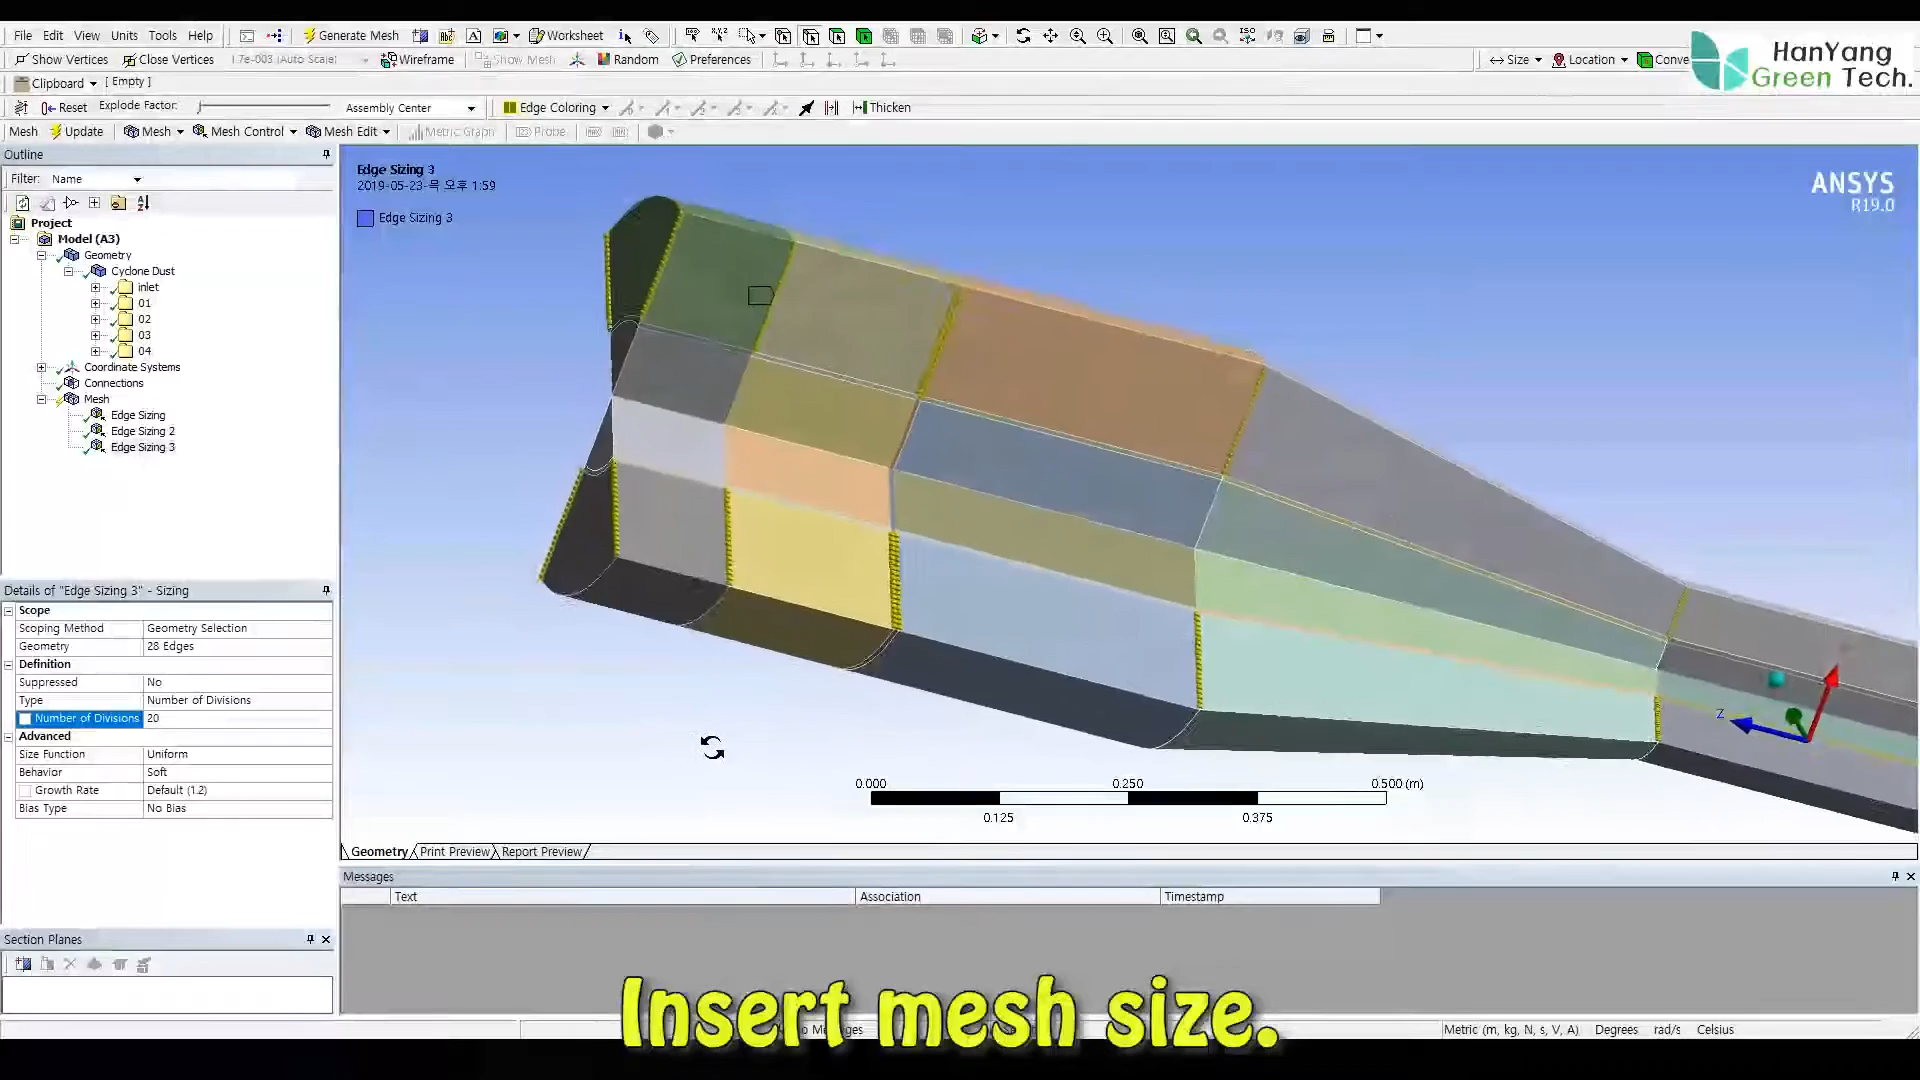 File Edit View Units Tools Help Generate Mesh Worksheet
Show Vertices Close Vertices 1.7e-003 (Auto Scale) Wireframe Show Mesh Random Preferences Size Location Conve
HanYang
Green Tech.
Clipboard [ Empty ]
Reset Explode Factor: Assembly Center Edge Coloring Thicken
Mesh Update Mesh Mesh Control Mesh Edit Metric Graph Probe
Outline
Filter: Name
Project
Model (A3)
Geometry
Cyclone Dust
inlet
01
02
03
04
Coordinate Systems
Connections
Mesh
Edge Sizing
Edge Sizing 2
Edge Sizing 3
Edge Sizing 3
2019-05-23-목 오후 1:59
Edge Sizing 3
ANSYS
R19.0
Z
0.000 0.250 0.500 (m)
0.125 0.375
Details of "Edge Sizing 3" - Sizing
Scope
Scoping Method Geometry Selection
Geometry 28 Edges
Definition
Suppressed No
Type Number of Divisions
Number of Divisions 20
Advanced
Size Function Uniform
Behavior Soft
Growth Rate Default (1.2)
Bias Type No Bias
Geometry Print Preview Report Preview
Messages
Text Association Timestamp
Section Planes
Insert mesh size.
Metric (m, kg, N, s, V, A) Degrees rad/s Celsius